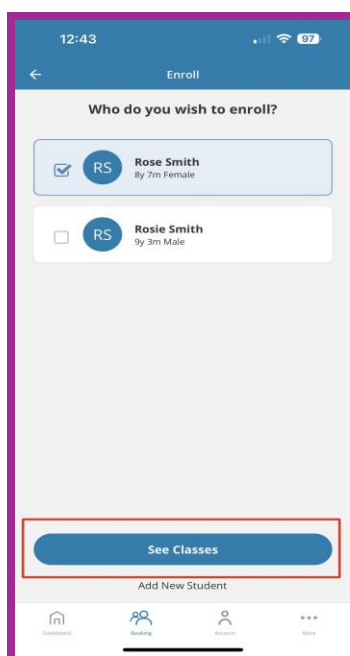 12:43
97
Enroll
Who do you wish to enroll?
RS
Rose Smith
8y 7m Female
RS
Rosie Smith
9y 3m Male
See Classes
Add New Student
Dashboard
Booking
Account
More